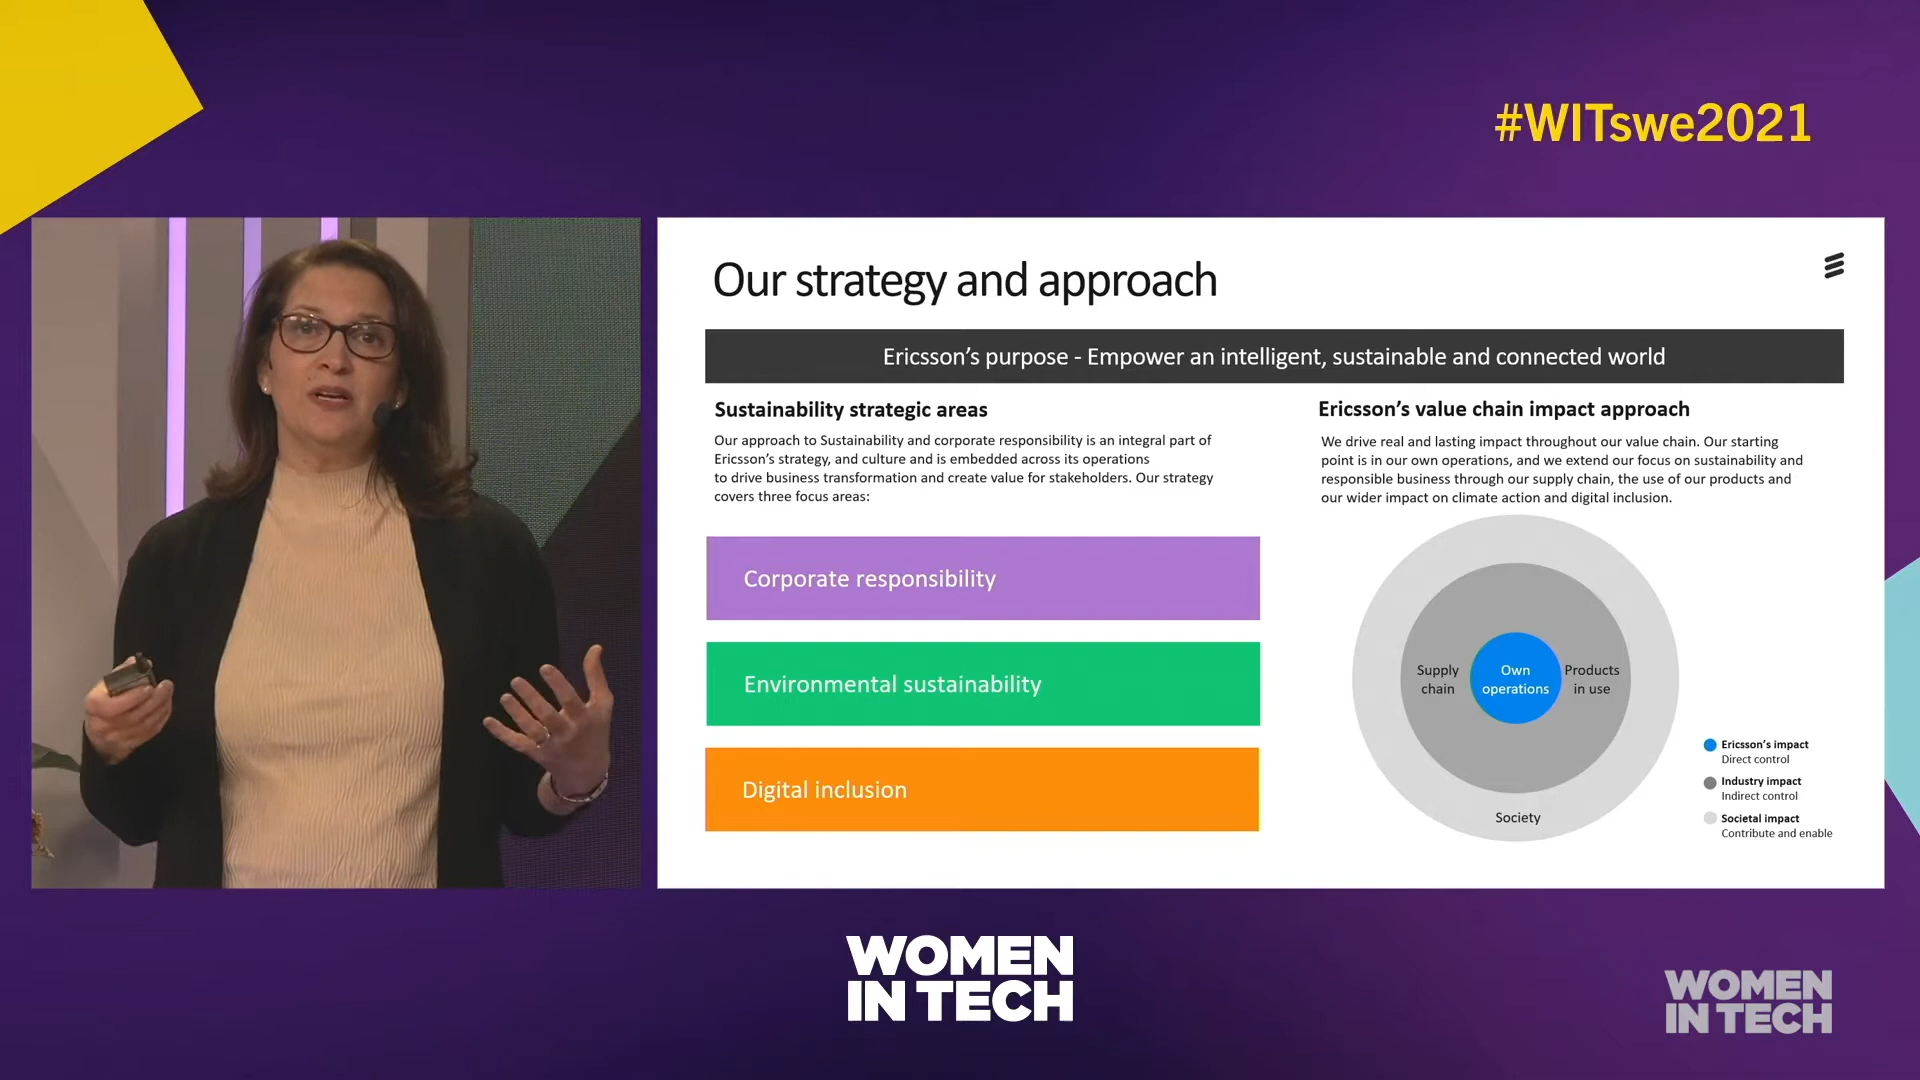 #WITswe2021
Our strategy and approach
Ericsson's purpose - Empower an intelligent, sustainable and connected world
Sustainability strategic areas
Our approach to Sustainability and corporate responsibility is an integral part of
Ericsson's strategy, and culture and is embedded across its operations
to drive business transformation and create value for stakeholders. Our strategy
covers three focus areas:
Corporate responsibility
Environmental sustainability
Digital inclusion
Ericsson's value chain impact approach
We drive real and lasting impact throughout our value chain. Our starting
point is in our own operations, and we extend our focus on sustainability and
responsible business through our supply chain, the use of our products and
our wider impact on climate action and digital inclusion.
Supply
chain
Own
operations
Products
in use
Society
Ericsson's impact
Direct control
Industry impact
Indirect control
Societal impact
Contribute and enable
WOMEN
IN TECH
WOMEN
IN TECH